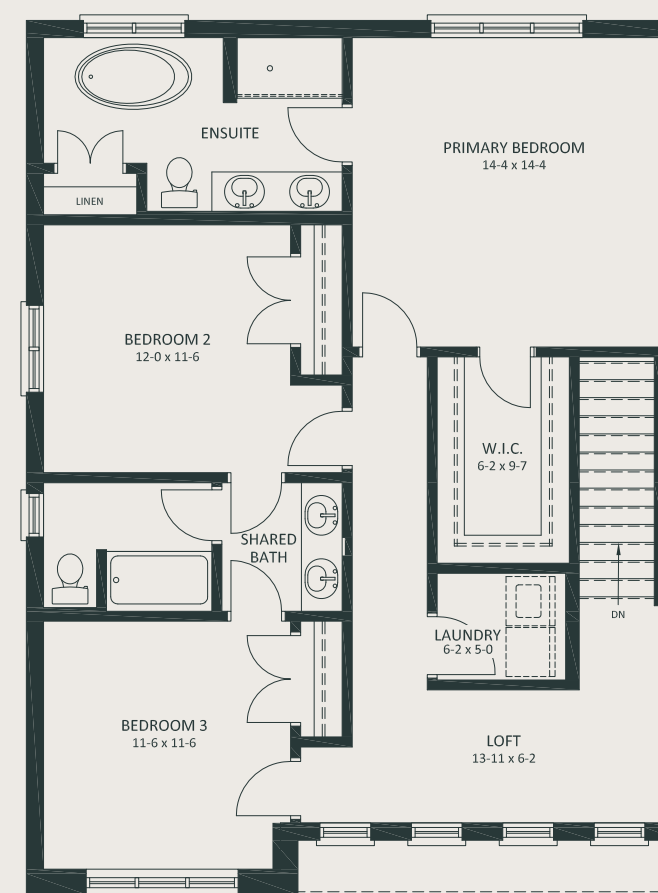 ENSUITE
PRIMARY BEDROOM
14-4 x 14-4
LINEN
BEDROOM 2
12-0 x 11-6
W.I.C.
6-2 x 9-7
SHARED
BATH
DN
LAUNDRY
6-2 x 5-0
BEDROOM 3
11-6 x 11-6
LOFT
13-11 x 6-2